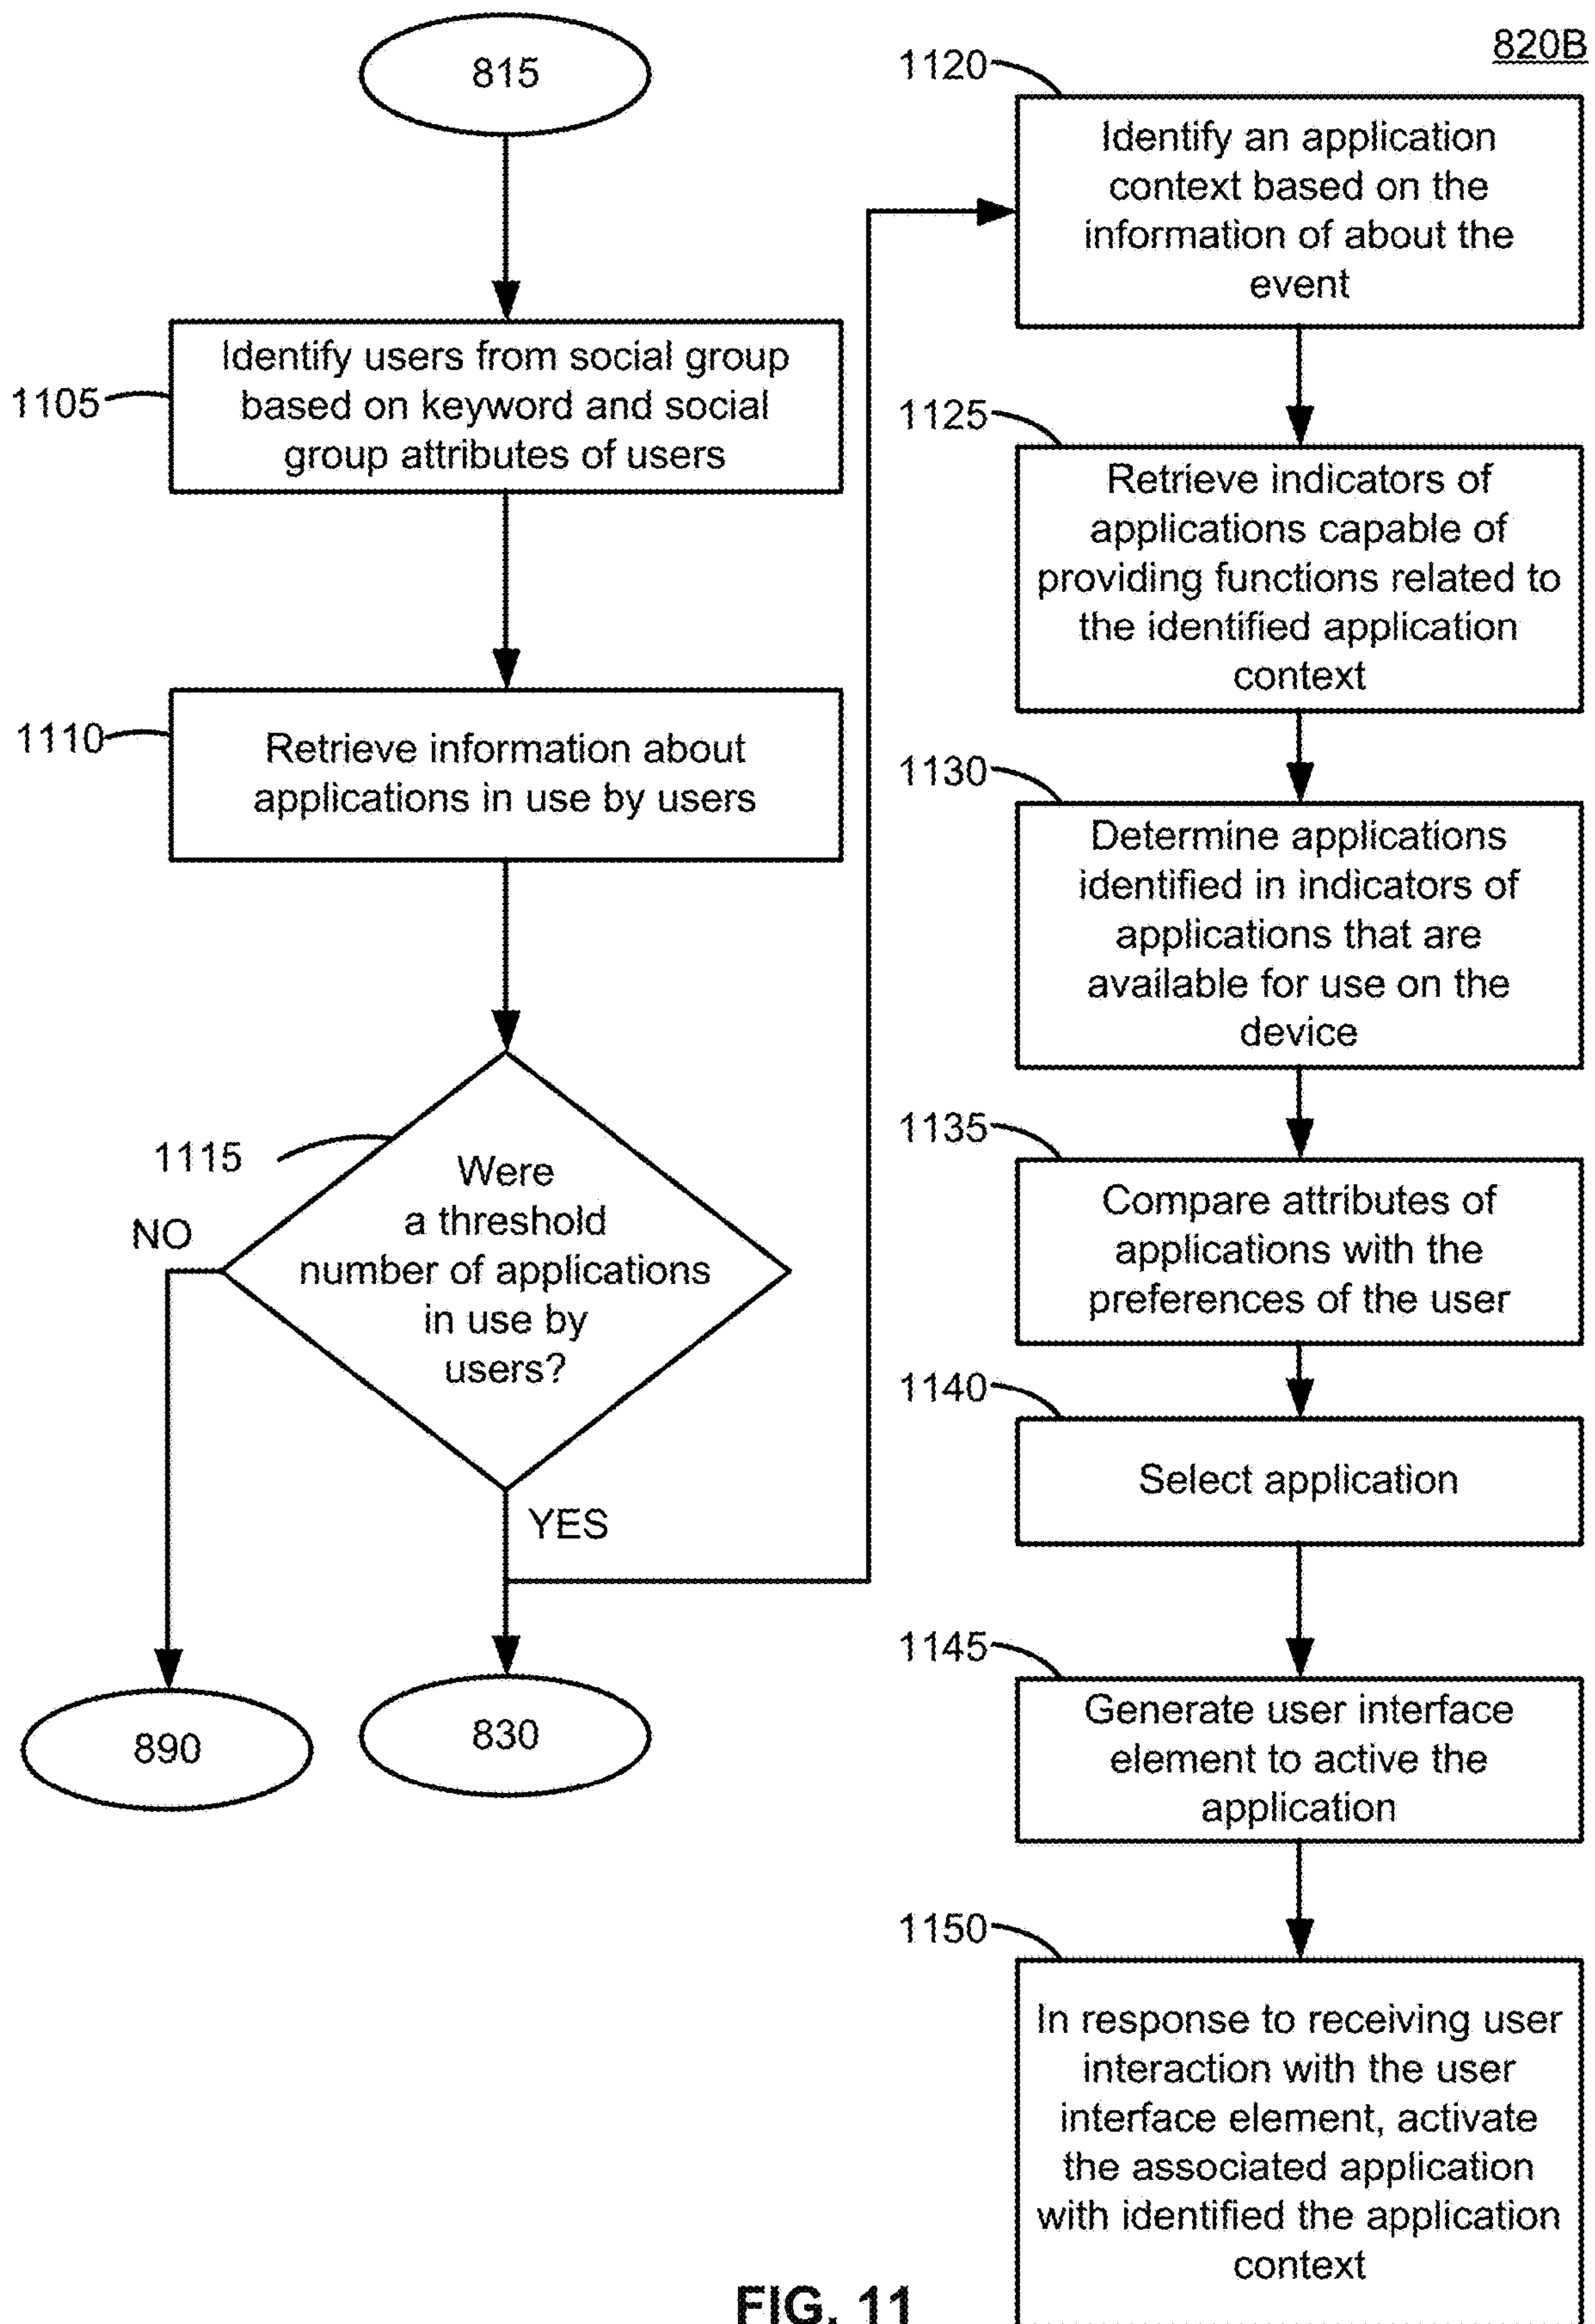 820B
815
1105
Identify users from social group
based on keyword and social
group attributes of users
1110
Retrieve information about
applications in use by users
1115
Were
a threshold
number of applications
in use by
users?
NO
YES
890
830
1120
Identify an application
context based on the
information of about the
event
1125
Retrieve indicators of
applications capable of
providing functions related to
the identified application
context
1130
Determine applications
identified in indicators of
applications that are
available for use on the
device
1135
Compare attributes of
applications with the
preferences of the user
1140
Select application
1145
Generate user interface
element to active the
application
1150
In response to receiving user
interaction with the user
interface element, activate
the associated application
with identified the application
context
FIG. 11